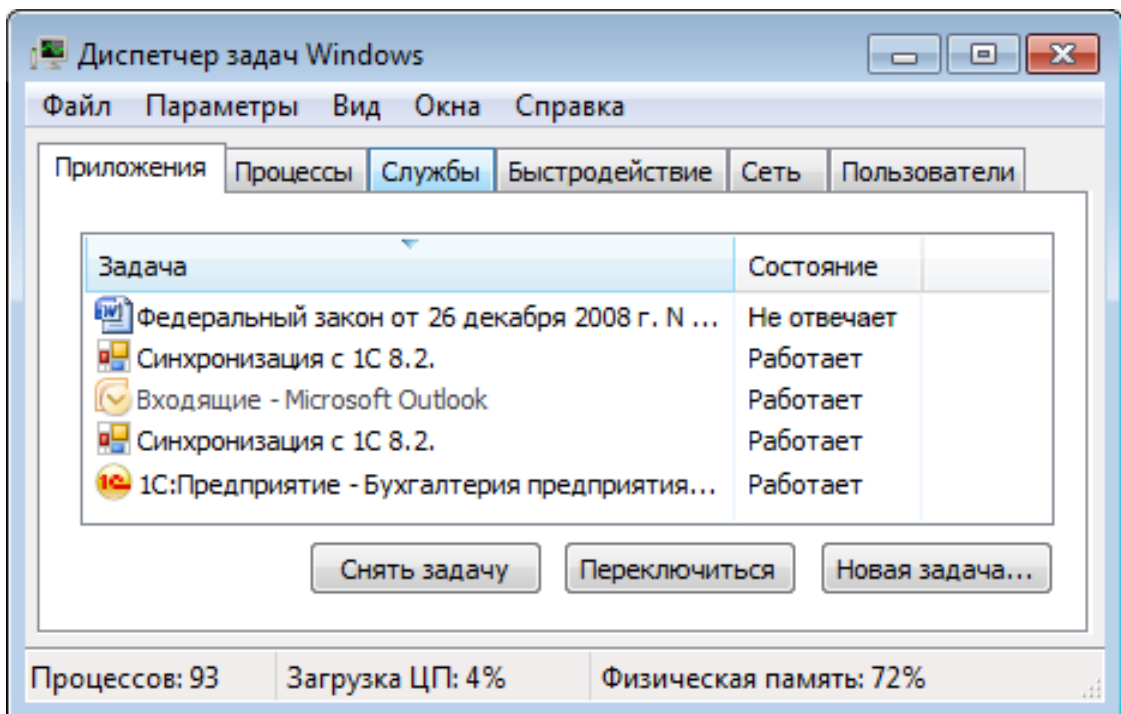 Диспетчер задач Windows
Файл Параметры Вид Окна Справка
Приложения Процессы Службы Быстродействие Сеть Пользователи
Задача Состояние
Федеральный закон от 26 декабря 2008 г. N ... Не отвечает
Синхронизация с 1С 8.2. Работает
Входящие - Microsoft Outlook Работает
Синхронизация с 1С 8.2. Работает
1С:Предприятие - Бухгалтерия предприятия... Работает
Снять задачу Переключиться Новая задача...
Процессов: 93 Загрузка ЦП: 4% Физическая память: 72%